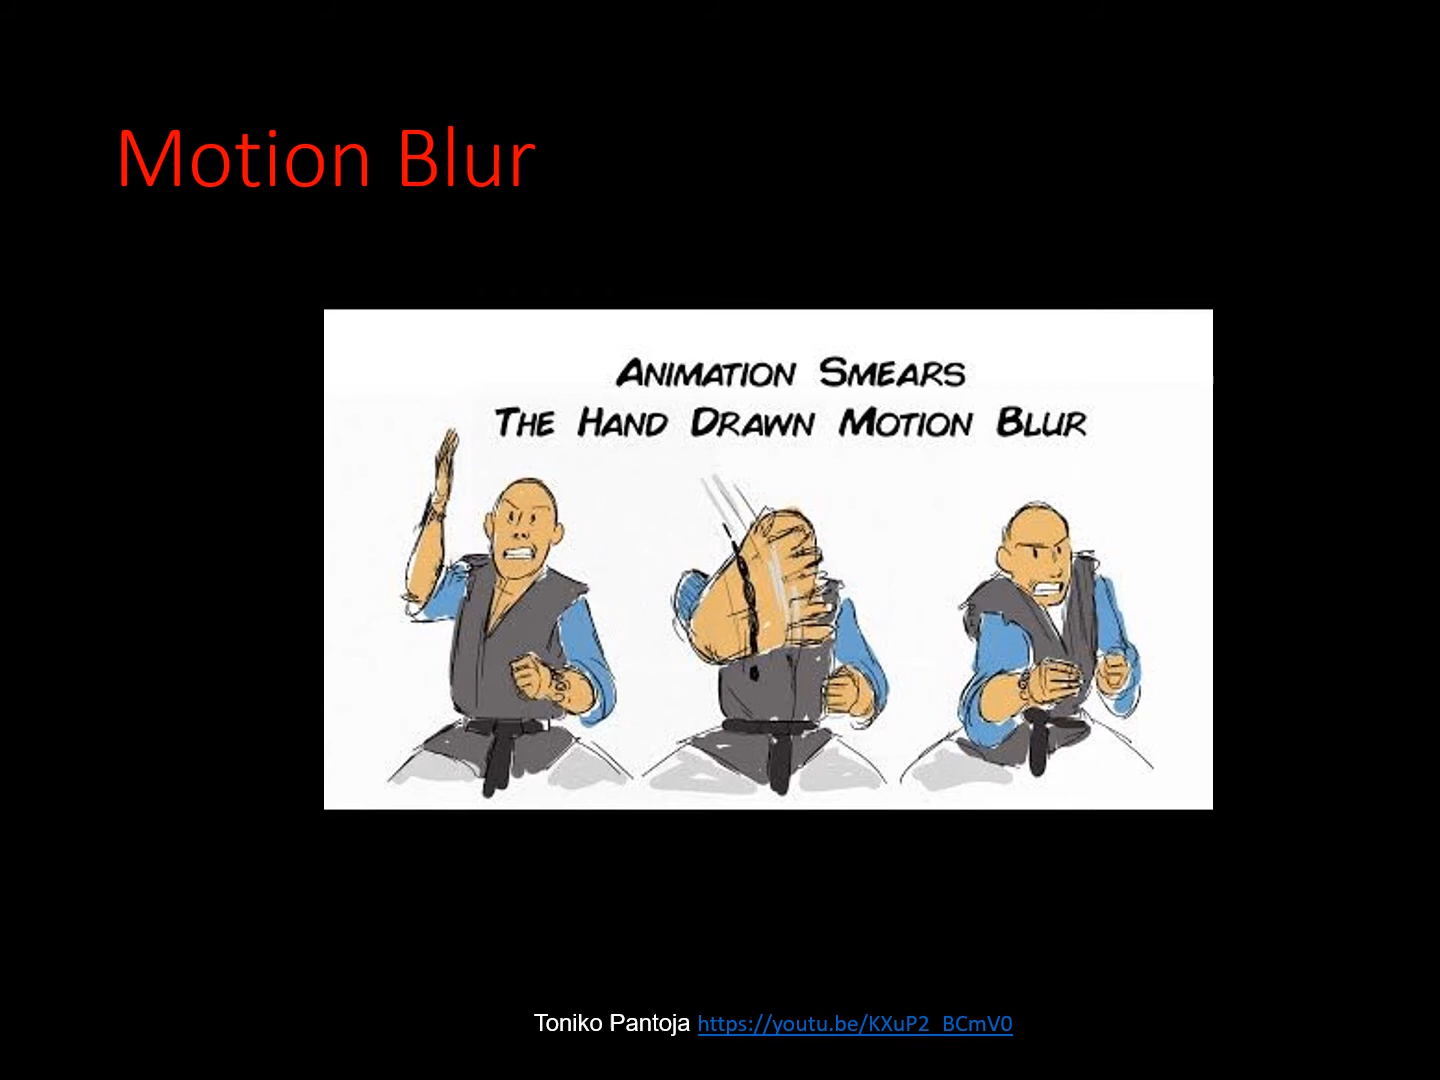 Motion Blur
Animation Smears
The Hand Drawn Motion Blur
Toniko Pantoja https://youtu.be/KXuP2_BCmV0